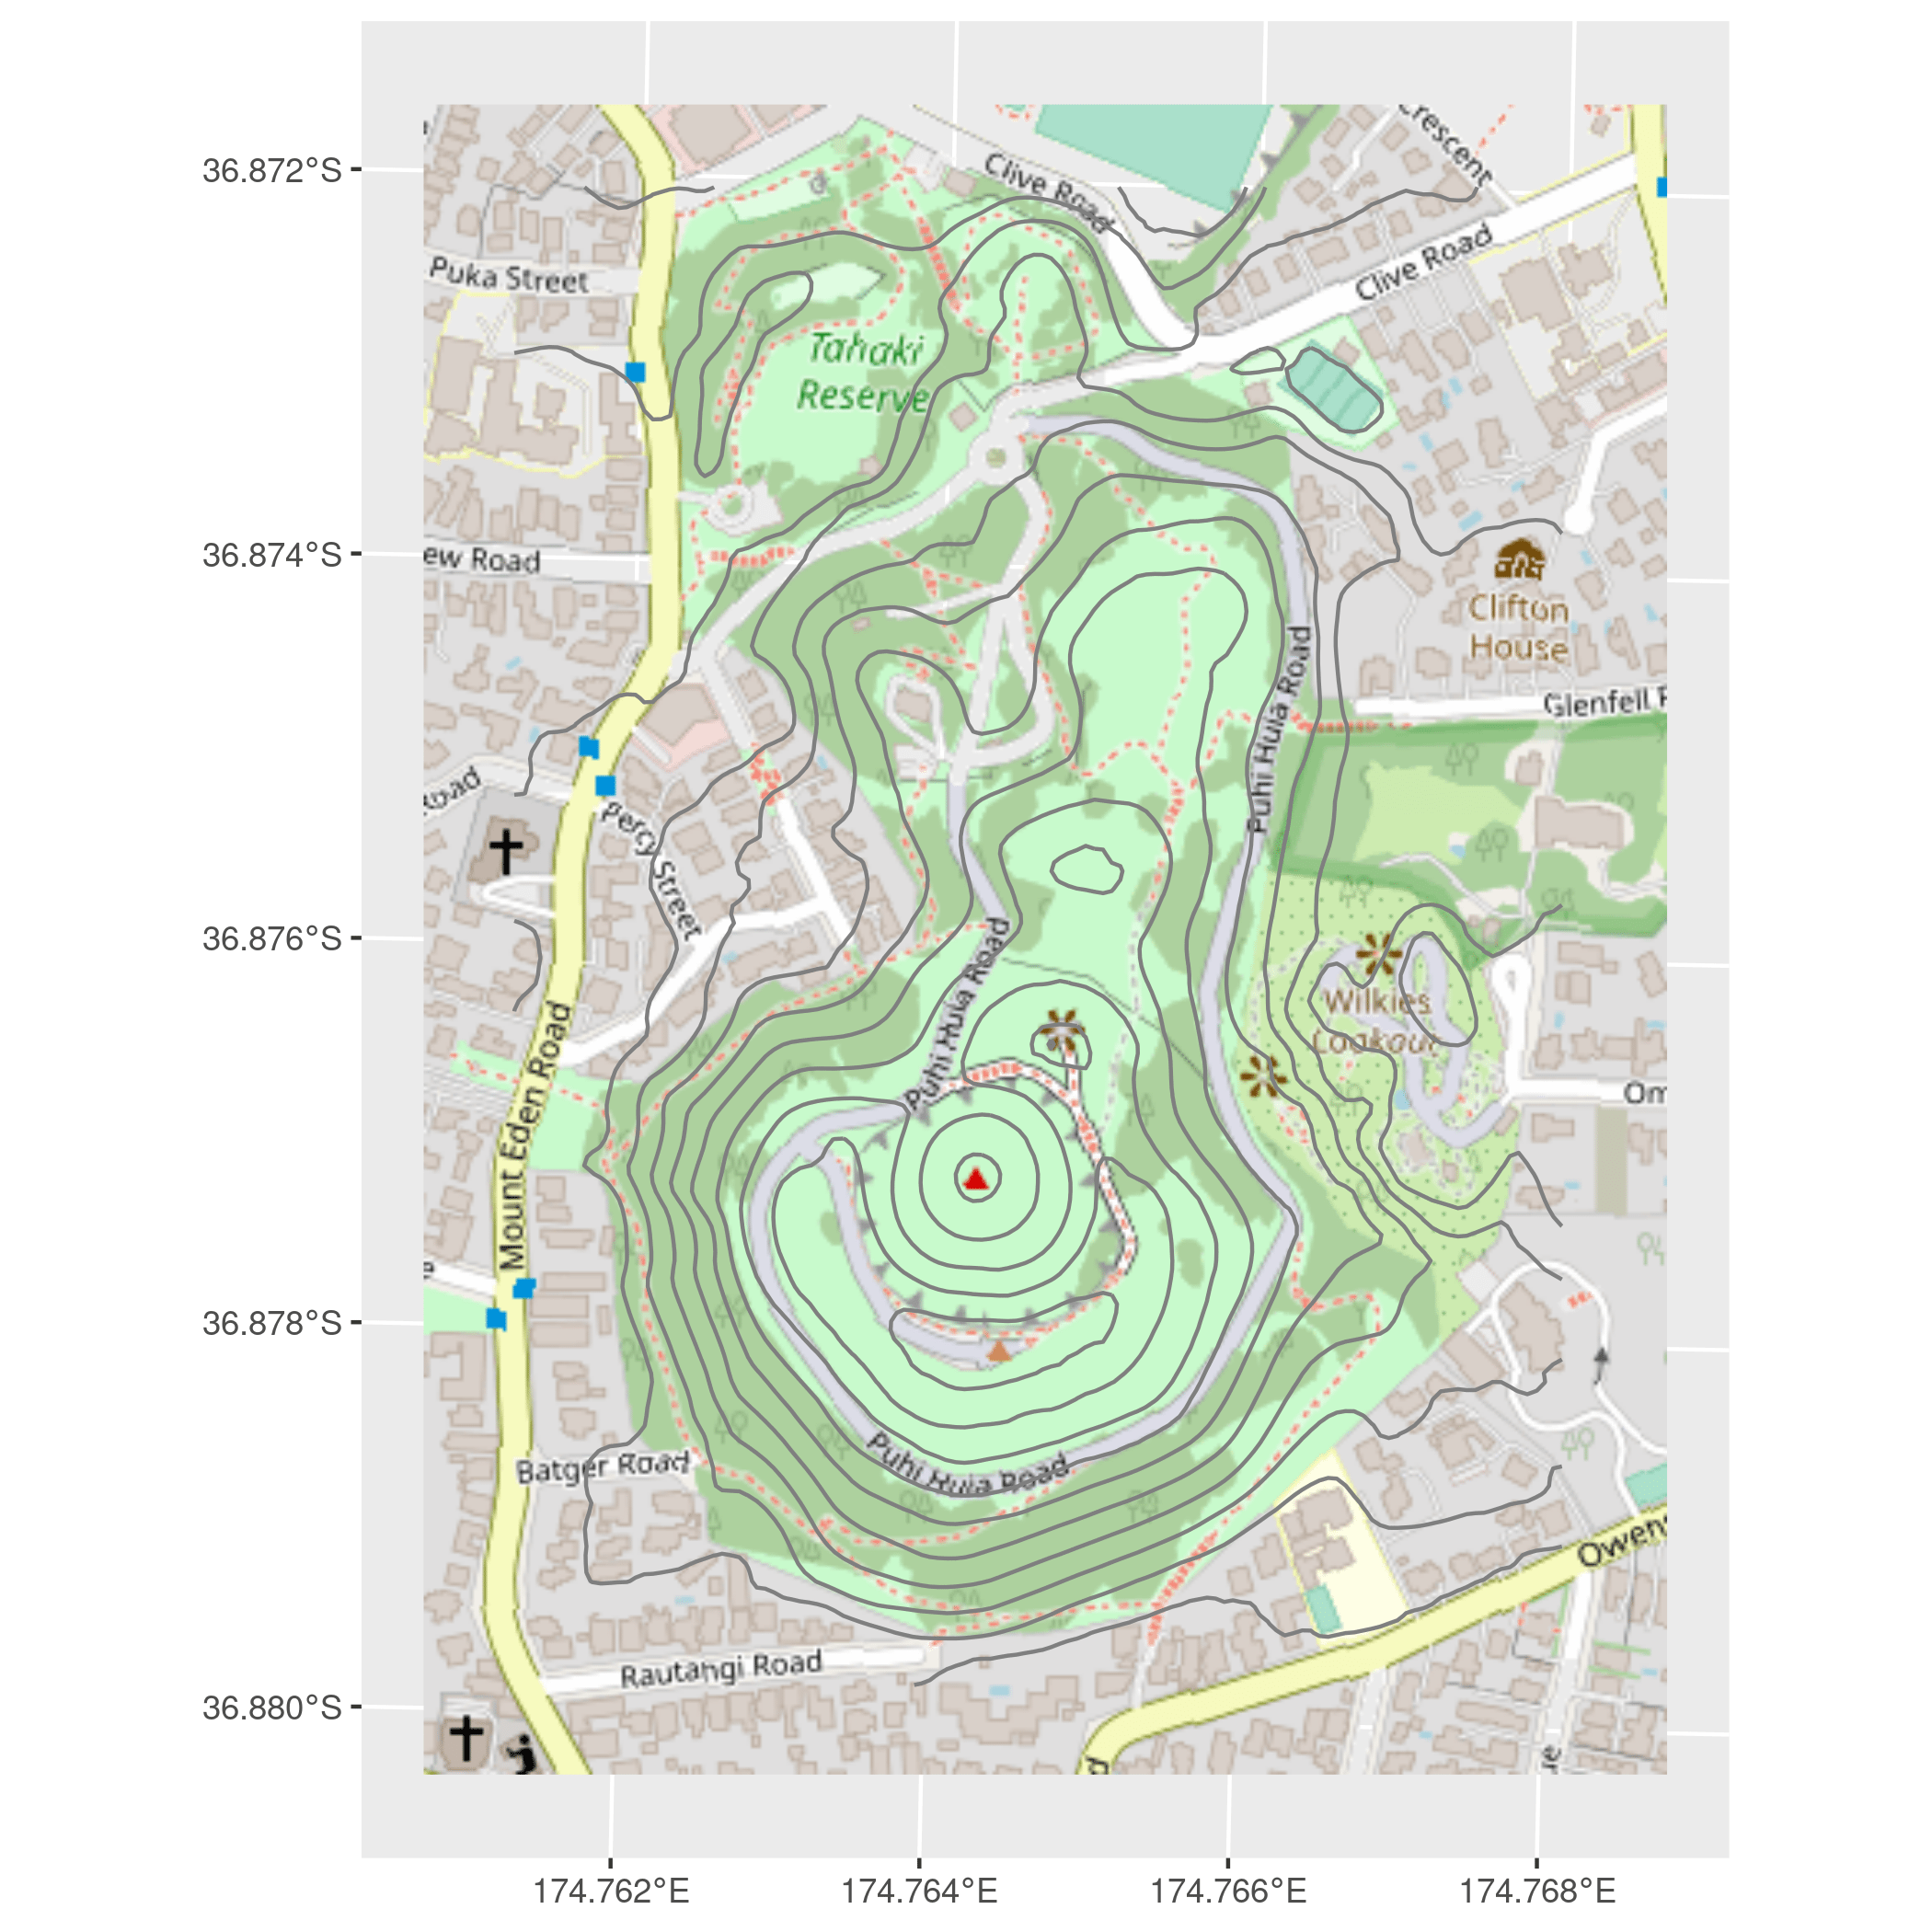 36.872°S
36.874°S
36.876°S
36.878°S
36.880°S
Crescent
Clive Road
Puka Street
Clive Road
Tahaki
Reserve
ew Road
Clifton
House
Puhi Huia Road
Glenfell R
Road
Percy Street
Puhi Huia Road
Wilkies
Lookout
Mount Eden Road
Om
e
Puhi Huia Road
Batger Road
Owens
Rautangi Road
d
ue
174.762°E
174.764°E
174.766°E
174.768°E